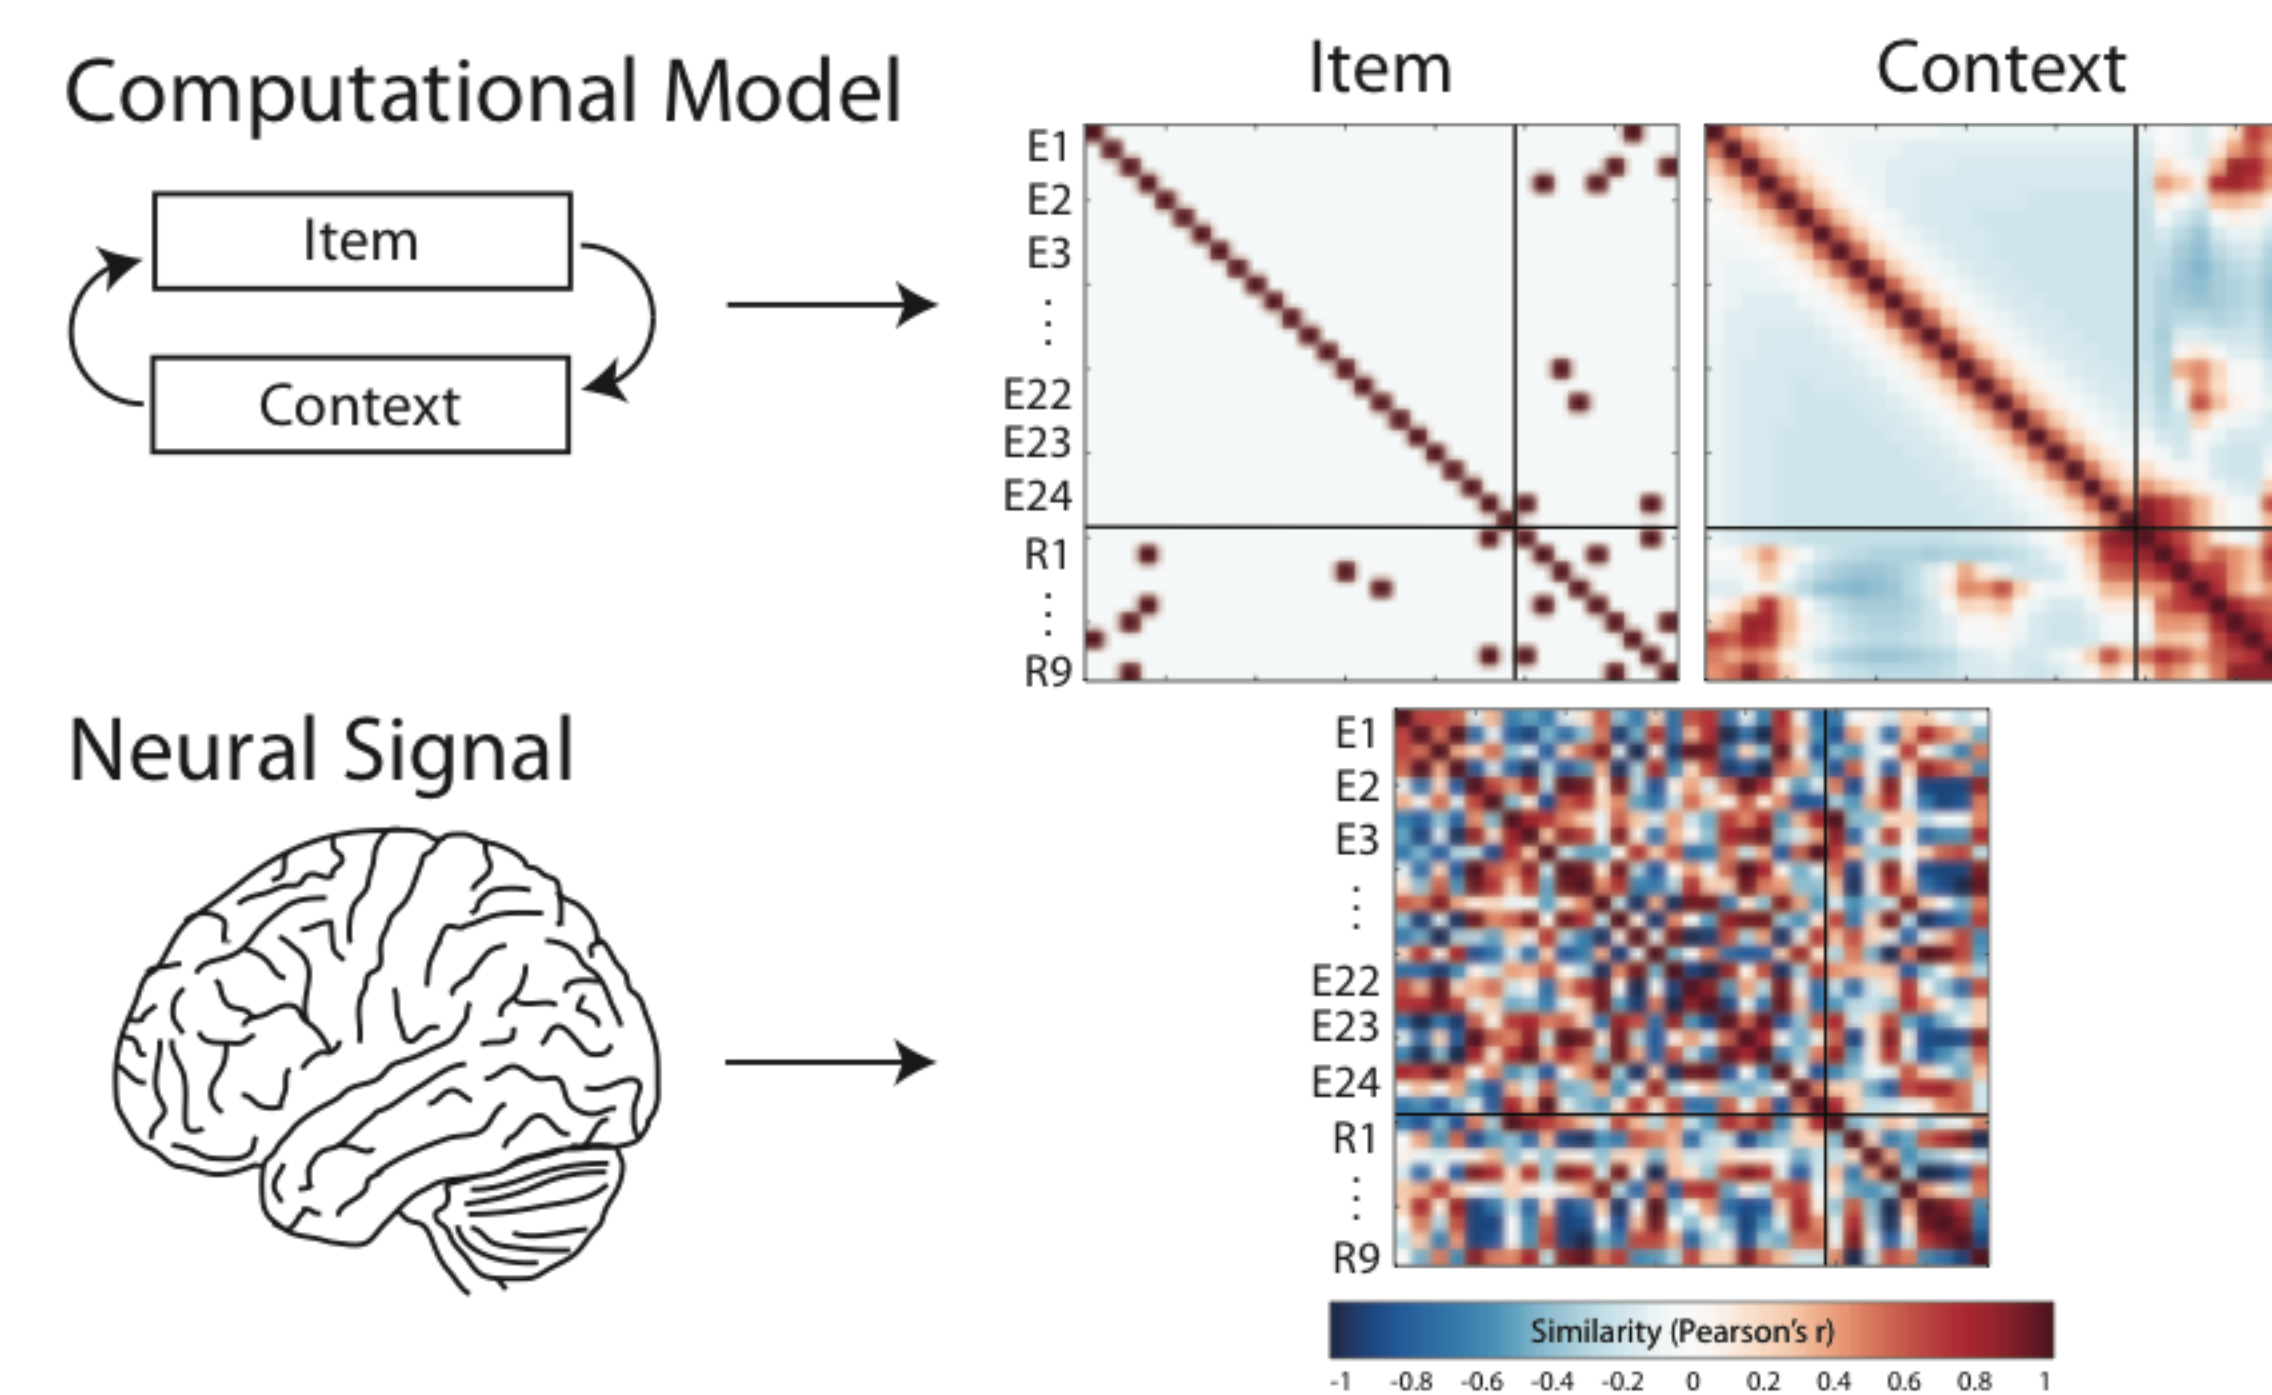 Computational Model
Item
Context
Item
Context
E1
E2
E3
⋮
E22
E23
E24
R1
⋮
R9
Neural Signal
E1
E2
E3
⋮
E22
E23
E24
R1
⋮
R9
Similarity (Pearson's r)
-1 -0.8 -0.6 -0.4 -0.2 0 0.2 0.4 0.6 0.8 1